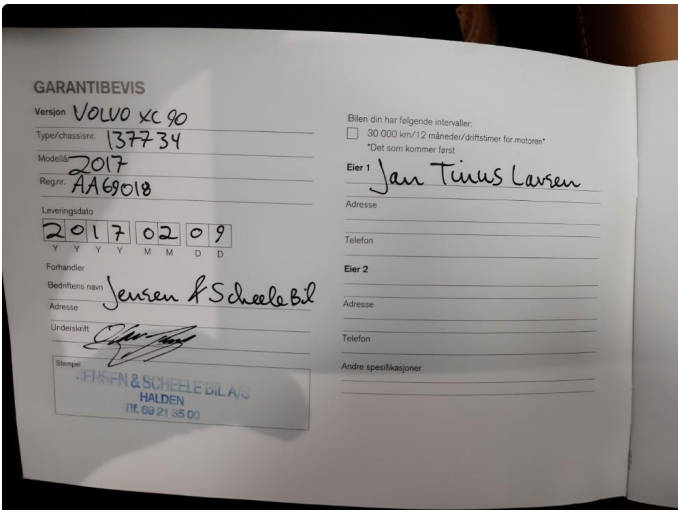 GARANTIBEVIS
Versjon VOLVO XC 90
Type/chassisnr. 137734
Modellår 2017
Reg.nr. AA69018
Leveringsdato
2 0 1 7 0 2 0 9
Y Y Y Y M M D D
Forhandler
Bedriftens navn Jensen & Scheele Bil
Adresse
Underskrift
Stempel
JENSEN & SCHEELE BIL A/S
HALDEN
Tlf. 69 21 35 00
Bilen din har følgende intervaller:
30 000 km/12 måneder/driftstimer for motoren*
*Det som kommer først
Eier 1 Jan Tinus Larsen
Adresse
Telefon
Eier 2
Adresse
Telefon
Andre spesifikasjoner